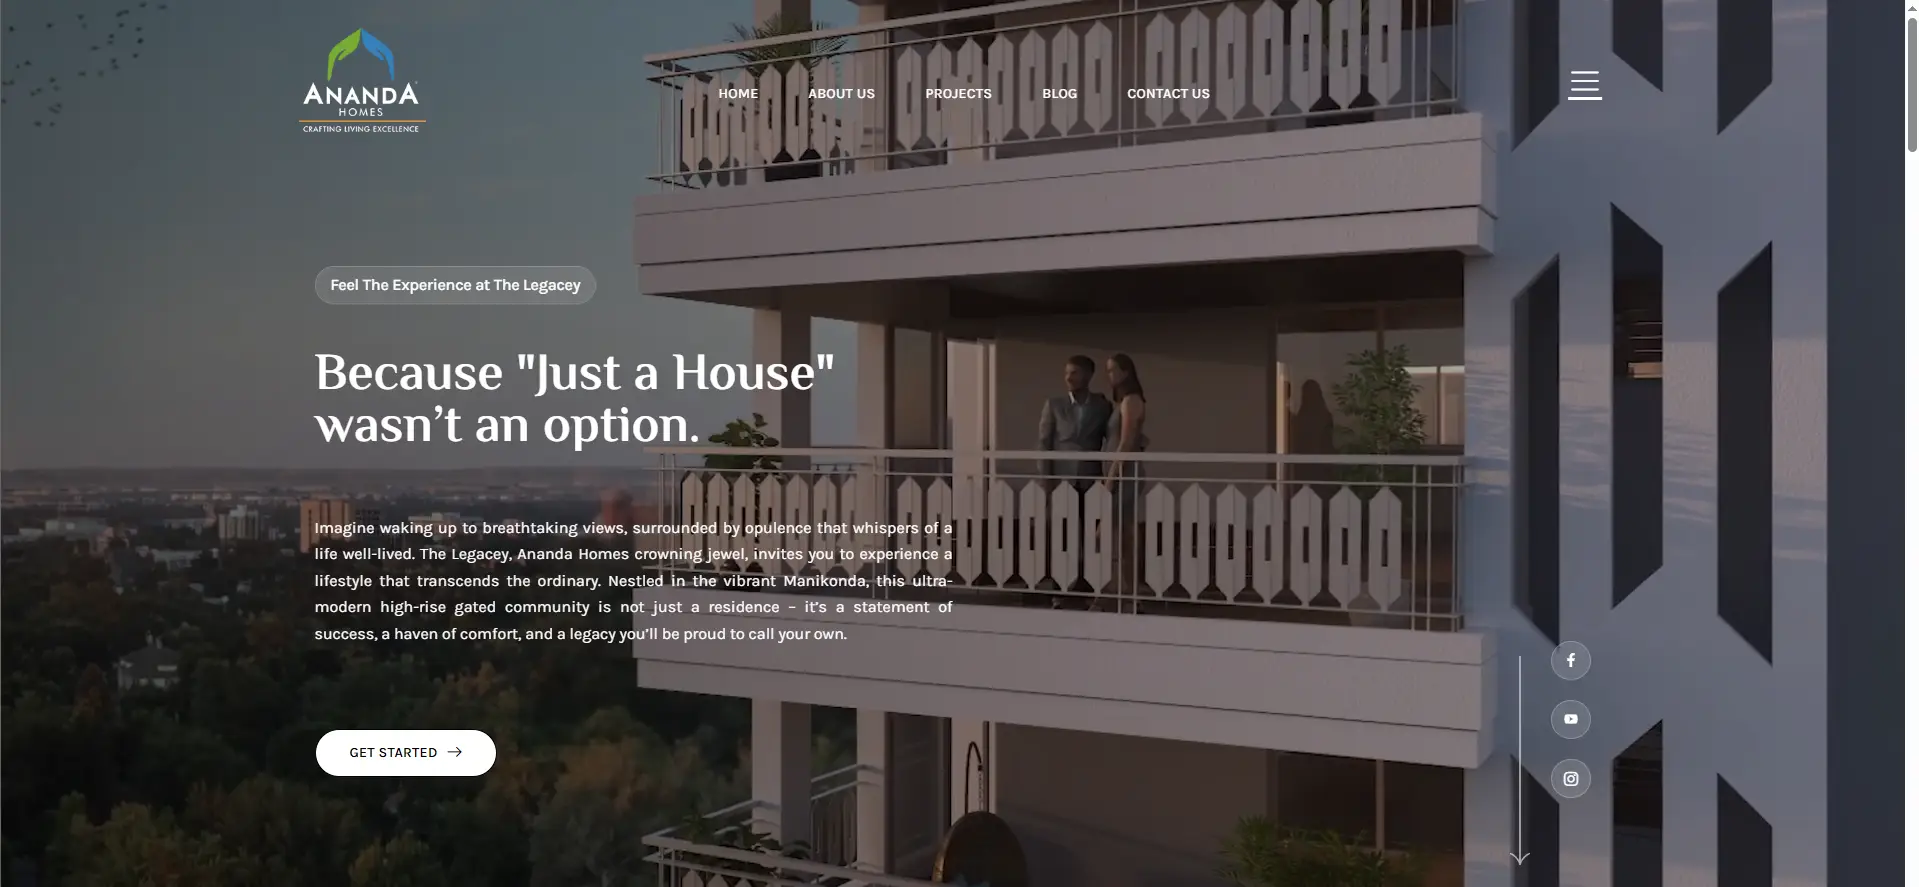 ANANDA
HOMES
CRAFTING LIVING EXCELLENCE
HOME
ABOUT US
PROJECTS
BLOG
CONTACT US
Feel The Experience at The Legacey
Because "Just a House"
wasn’t an option.
Imagine waking up to breathtaking views, surrounded by opulence that whispers of a
life well-lived. The Legacey, Ananda Homes crowning jewel, invites you to experience a
lifestyle that transcends the ordinary. Nestled in the vibrant Manikonda, this ultra-
modern high-rise gated community is not just a residence – it’s a statement of
success, a haven of comfort, and a legacy you’ll be proud to call your own.
GET STARTED